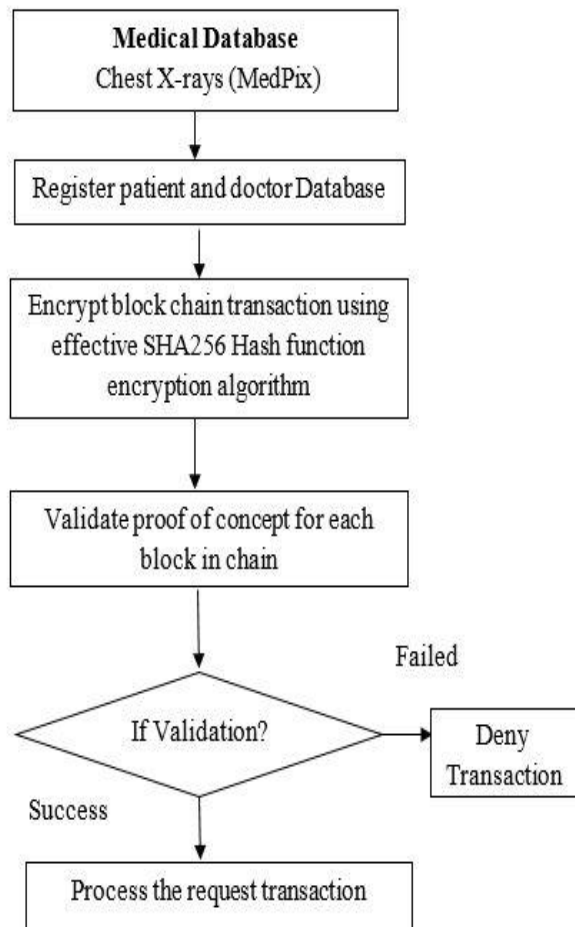 Medical Database
Chest X-rays (MedPix)
Register patient and doctor Database
Encrypt block chain transaction using
effective SHA256 Hash function
encryption algorithm
Validate proof of concept for each
block in chain
Failed
If Validation?
Deny
Transaction
Success
Process the request transaction